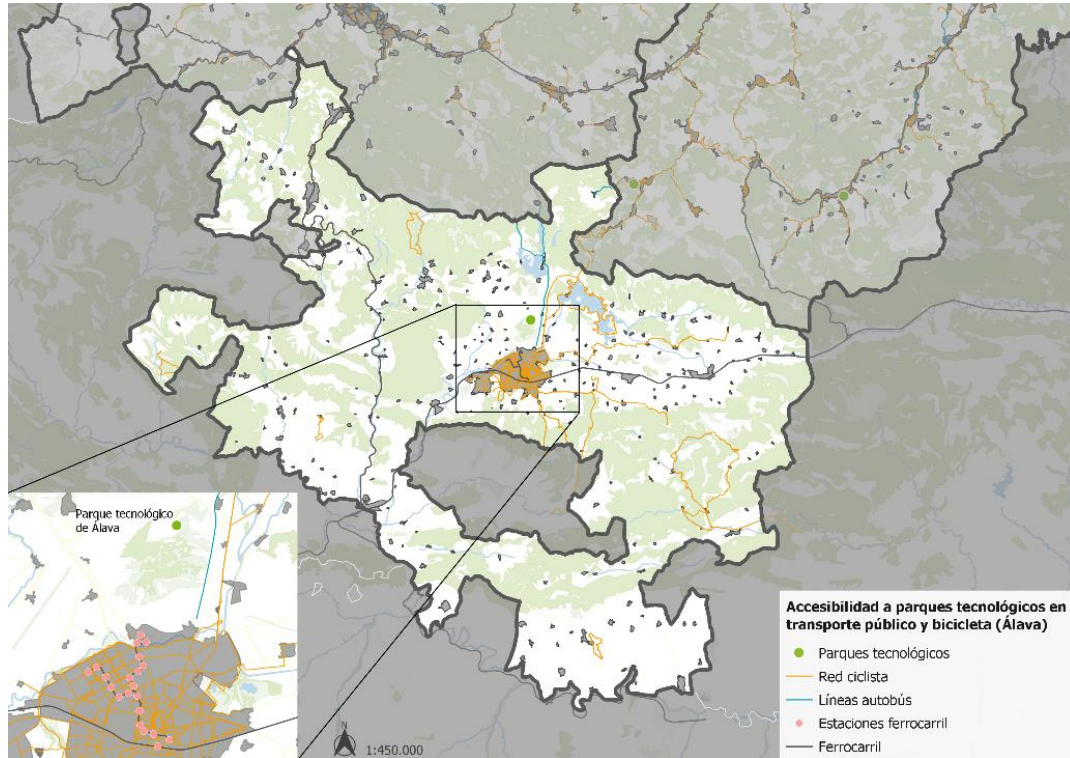 Parque tecnológico
de Álava
N
1:450.000
Accesibilidad a parques tecnológicos en
transporte público y bicicleta (Álava)
Parques tecnológicos
Red ciclista
Líneas autobús
Estaciones ferrocarril
Ferrocarril